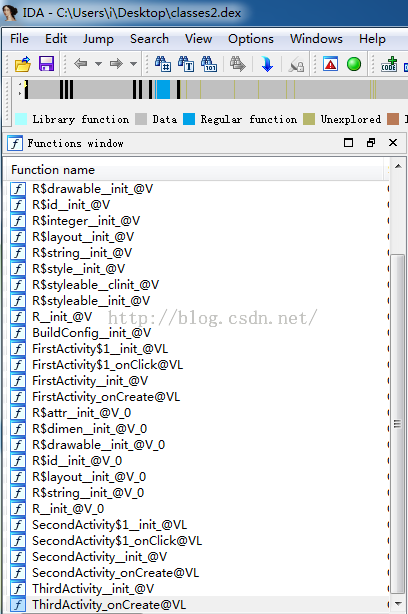 IDA - C:\Users\i\Desktop\classes2.dex
File Edit Jump Search View Options Windows Help
Library function Data Regular function Unexplored I
Functions window
Function name
R$drawable__init_@V
R$id__init_@V
R$integer__init_@V
R$layout__init_@V
R$string__init_@V
R$style__init_@V
R$styleable__clinit_@V
R$styleable__init_@V
R__init_@V
http://blog.csdn.net/
BuildConfig__init_@V
FirstActivity$1__init_@VL
FirstActivity$1_onClick@VL
FirstActivity__init_@V
FirstActivity_onCreate@VL
R$attr__init_@V_0
R$dimen__init_@V_0
R$drawable__init_@V_0
R$id__init_@V_0
R$layout__init_@V_0
R$string__init_@V_0
R__init_@V_0
SecondActivity$1__init_@VL
SecondActivity$1_onClick@VL
SecondActivity__init_@V
SecondActivity_onCreate@VL
ThirdActivity__init_@V
ThirdActivity_onCreate@VL